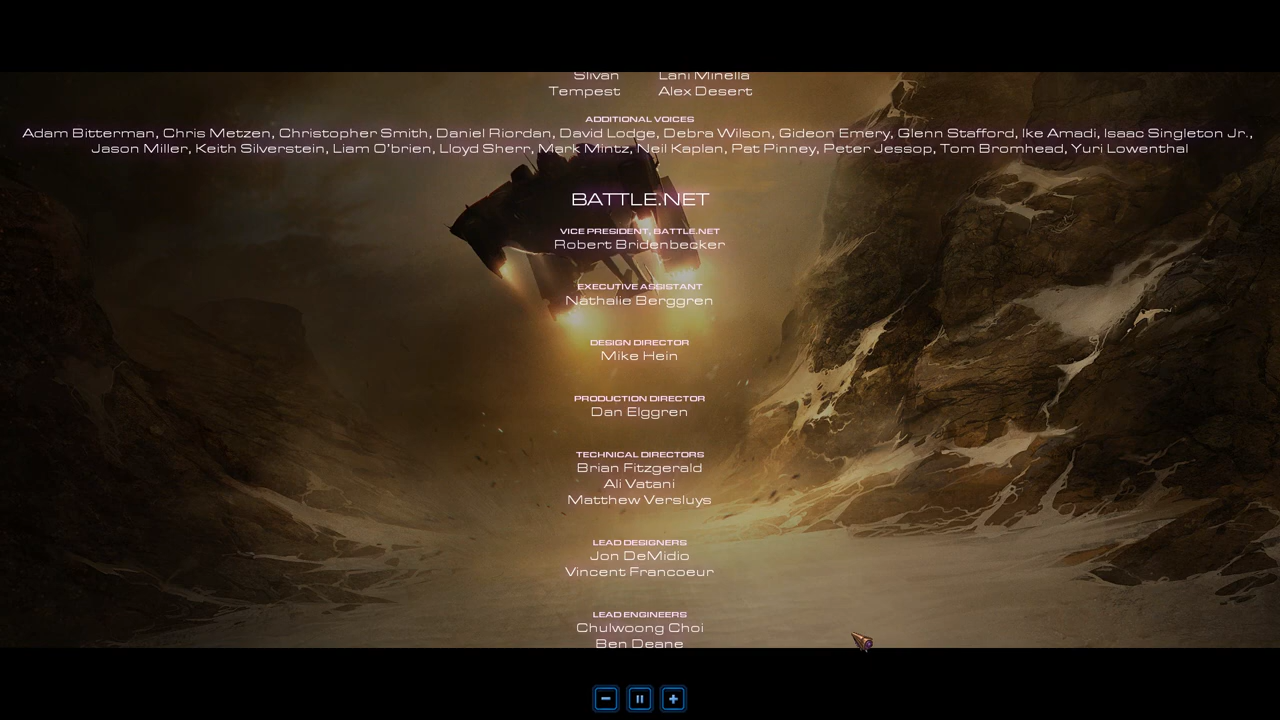 Slivan Lani Minella
Tempest Alex Desert
ADDITIONAL VOICES
Adam Bitterman, Chris Metzen, Christopher Smith, Daniel Riordan, David Lodge, Debra Wilson, Gideon Emery, Glenn Stafford, Ike Amadi, Isaac Singleton Jr.,
Jason Miller, Keith Silverstein, Liam O'brien, Lloyd Sherr, Mark Mintz, Neil Kaplan, Pat Pinney, Peter Jessop, Tom Bromhead, Yuri Lowenthal
BATTLE.NET
VICE PRESIDENT, BATTLE.NET
Robert Bridenbecker
EXECUTIVE ASSISTANT
Nathalie Berggren
DESIGN DIRECTOR
Mike Hein
PRODUCTION DIRECTOR
Dan Elggren
TECHNICAL DIRECTORS
Brian Fitzgerald
Ali Vatani
Matthew Versluys
LEAD DESIGNERS
Jon DeMidio
Vincent Francoeur
LEAD ENGINEERS
Chulwoong Choi
Ben Deane